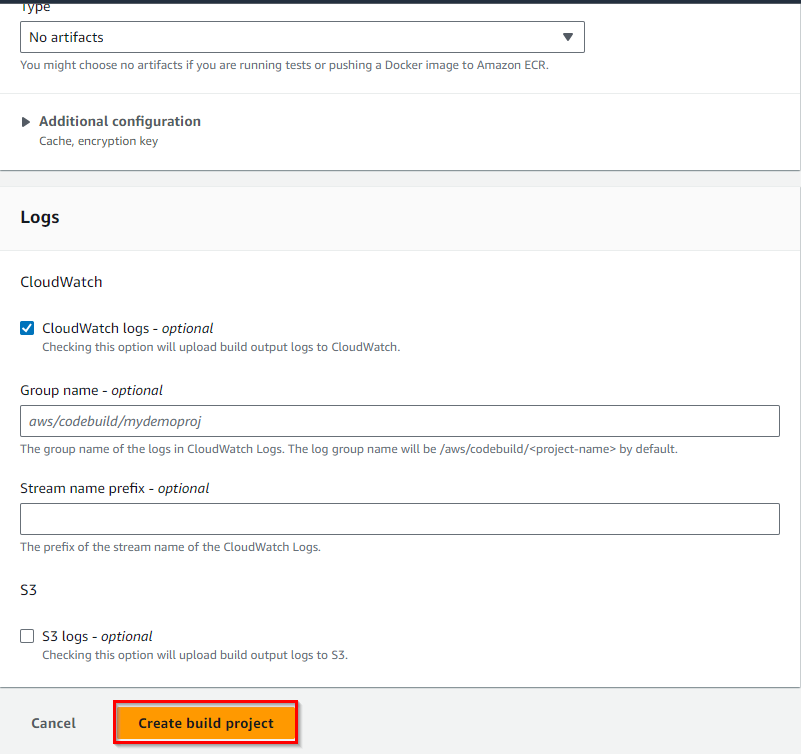 Type
No artifacts
You might choose no artifacts if you are running tests or pushing a Docker image to Amazon ECR.
Additional configuration
Cache, encryption key
Logs
CloudWatch
CloudWatch logs - optional
Checking this option will upload build output logs to CloudWatch.
Group name - optional
aws/codebuild/mydemoproj
The group name of the logs in CloudWatch Logs. The log group name will be /aws/codebuild/<project-name> by default.
Stream name prefix - optional
The prefix of the stream name of the CloudWatch Logs.
S3
S3 logs - optional
Checking this option will upload build output logs to S3.
Cancel
Create build project